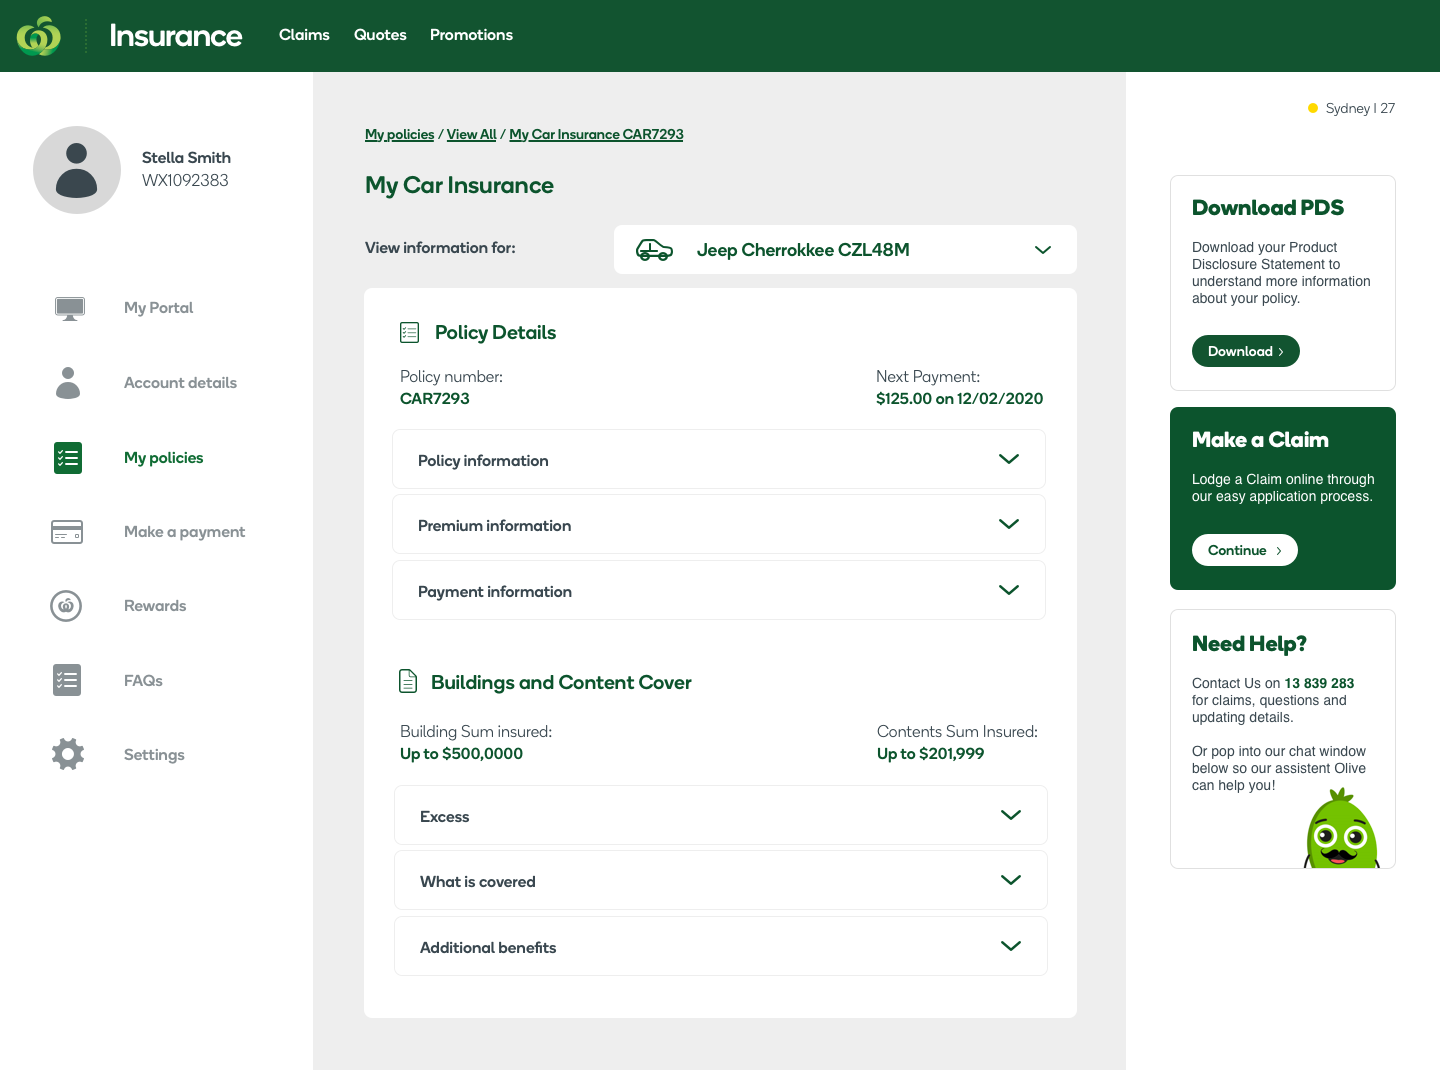 Insurance
Claims
Quotes
Promotions
Sydney | 27
Stella Smith
WX1092383
My Portal
Account details
My policies
Make a payment
Rewards
FAQs
Settings
My policies / View All / My Car Insurance CAR7293
My Car Insurance
View information for:
Jeep Cherrokkee CZL48M
Policy Details
Policy number:
CAR7293
Next Payment:
$125.00 on 12/02/2020
Policy information
Premium information
Payment information
Buildings and Content Cover
Building Sum insured:
Up to $500,0000
Contents Sum Insured:
Up to $201,999
Excess
What is covered
Additional benefits
Download PDS
Download your Product
Disclosure Statement to
understand more information
about your policy.
Download
Make a Claim
Lodge a Claim online through
our easy application process.
Continue
Need Help?
Contact Us on 13 839 283
for claims, questions and
updating details.
Or pop into our chat window
below so our assistent Olive
can help you!